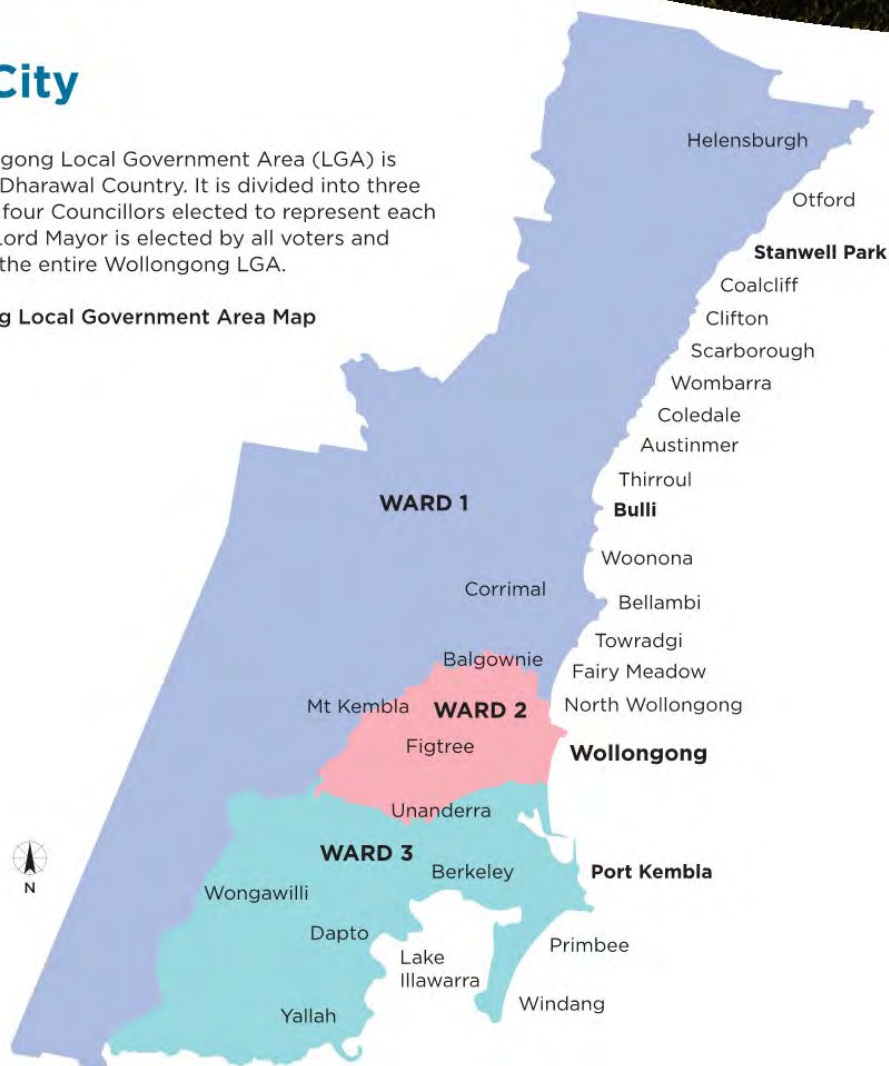 City
gong Local Government Area (LGA) is
Dharawal Country. It is divided into three
four Councillors elected to represent each
Lord Mayor is elected by all voters and
the entire Wollongong LGA.
g Local Government Area Map
Helensburgh
Otford
Stanwell Park
Coalcliff
Clifton
Scarborough
Wombarra
Coledale
Austinmer
Thirroul
WARD 1
Bulli
Woonona
Corrimal
Bellambi
Towradgi
Balgownie
Fairy Meadow
Mt Kembla
WARD 2
North Wollongong
Figtree
Wollongong
Unanderra
WARD 3
Berkeley
Port Kembla
N
Wongawilli
Dapto
Primbee
Lake
Illawarra
Windang
Yallah